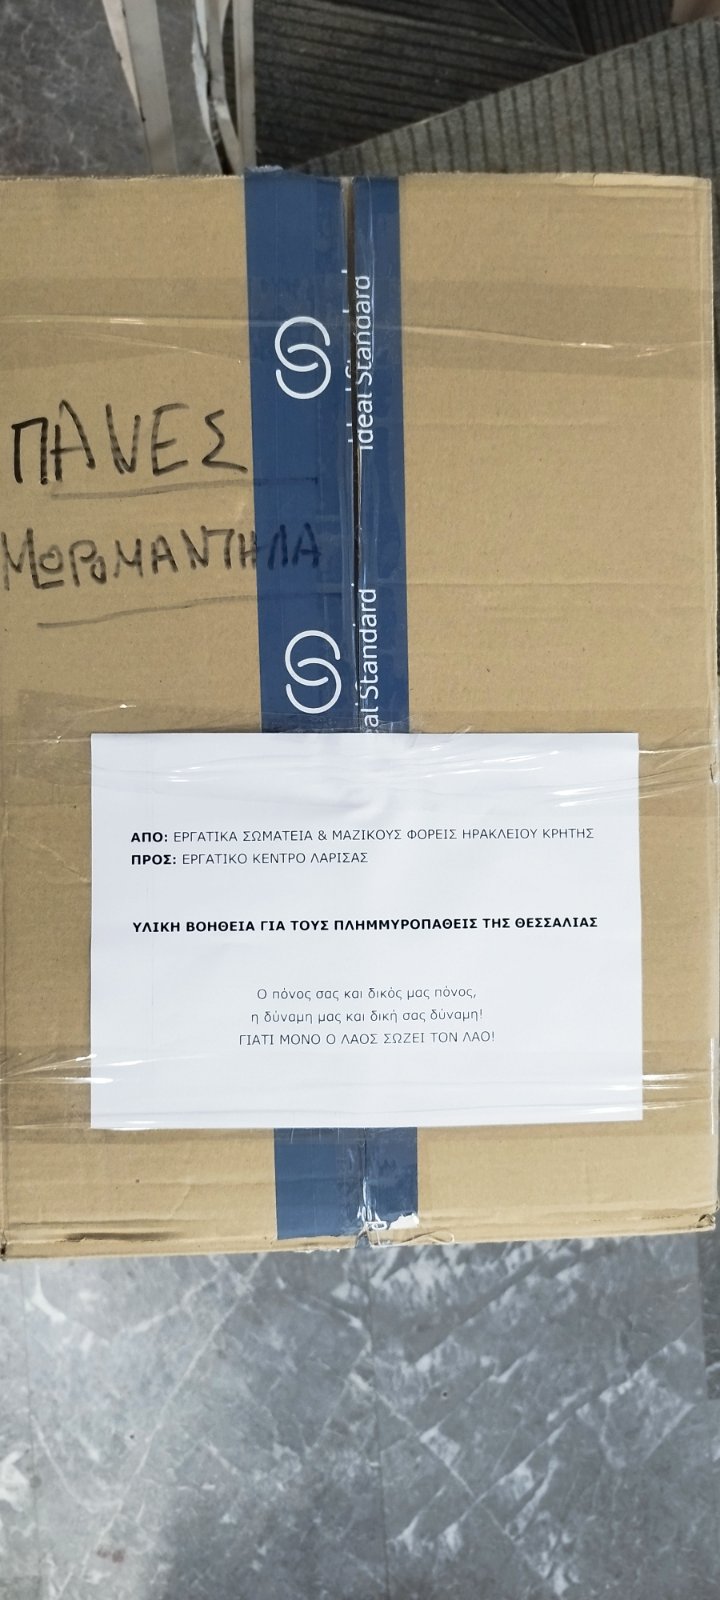 ΠΑΝΕΣ
ΜΩΡΟΜΑΝΤΗΛΑ
Ideal Standard
Ideal Standard
ΑΠΟ: ΕΡΓΑΤΙΚΑ ΣΩΜΑΤΕΙΑ & ΜΑΖΙΚΟΥΣ ΦΟΡΕΙΣ ΗΡΑΚΛΕΙΟΥ ΚΡΗΤΗΣ
ΠΡΟΣ: ΕΡΓΑΤΙΚΟ ΚΕΝΤΡΟ ΛΑΡΙΣΑΣ
ΥΛΙΚΗ ΒΟΗΘΕΙΑ ΓΙΑ ΤΟΥΣ ΠΛΗΜΜΥΡΟΠΑΘΕΙΣ ΤΗΣ ΘΕΣΣΑΛΙΑΣ
Ο πόνος σας και δικός μας πόνος,
η δύναμη μας και δική σας δύναμη!
ΓΙΑΤΙ ΜΟΝΟ Ο ΛΑΟΣ ΣΩΖΕΙ ΤΟΝ ΛΑΟ!